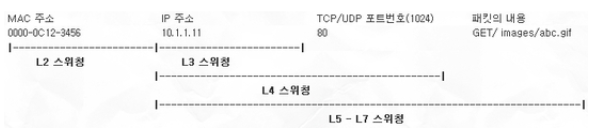 MAC 주소 IP 주소 TCP/UDP 포트번호(1024) 패킷의 내용
0000-0C12-3456 10.1.1.11 80 GET/ images/abc.gif
L2 스위칭 L3 스위칭
L4 스위칭
L5 - L7 스위칭